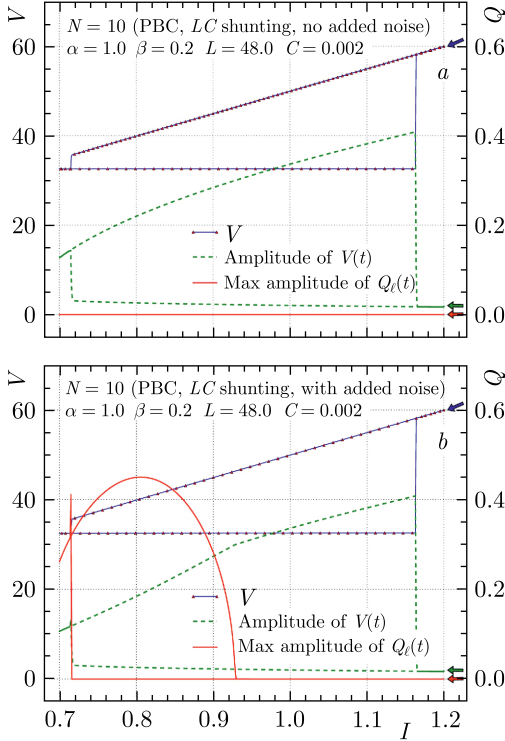 V
Q
N = 10 (PBC, LC shunting, no added noise)
α = 1.0 β = 0.2 L = 48.0 C = 0.002
60
0.6
a
40
0.4
20
0.2
V
Amplitude of V(t)
Max amplitude of Qℓ(t)
0
0.0
V
Q
N = 10 (PBC, LC shunting, with added noise)
α = 1.0 β = 0.2 L = 48.0 C = 0.002
60
0.6
b
40
0.4
20
0.2
V
Amplitude of V(t)
Max amplitude of Qℓ(t)
0
0.0
0.7 0.8 0.9 1.0 1.1 I 1.2